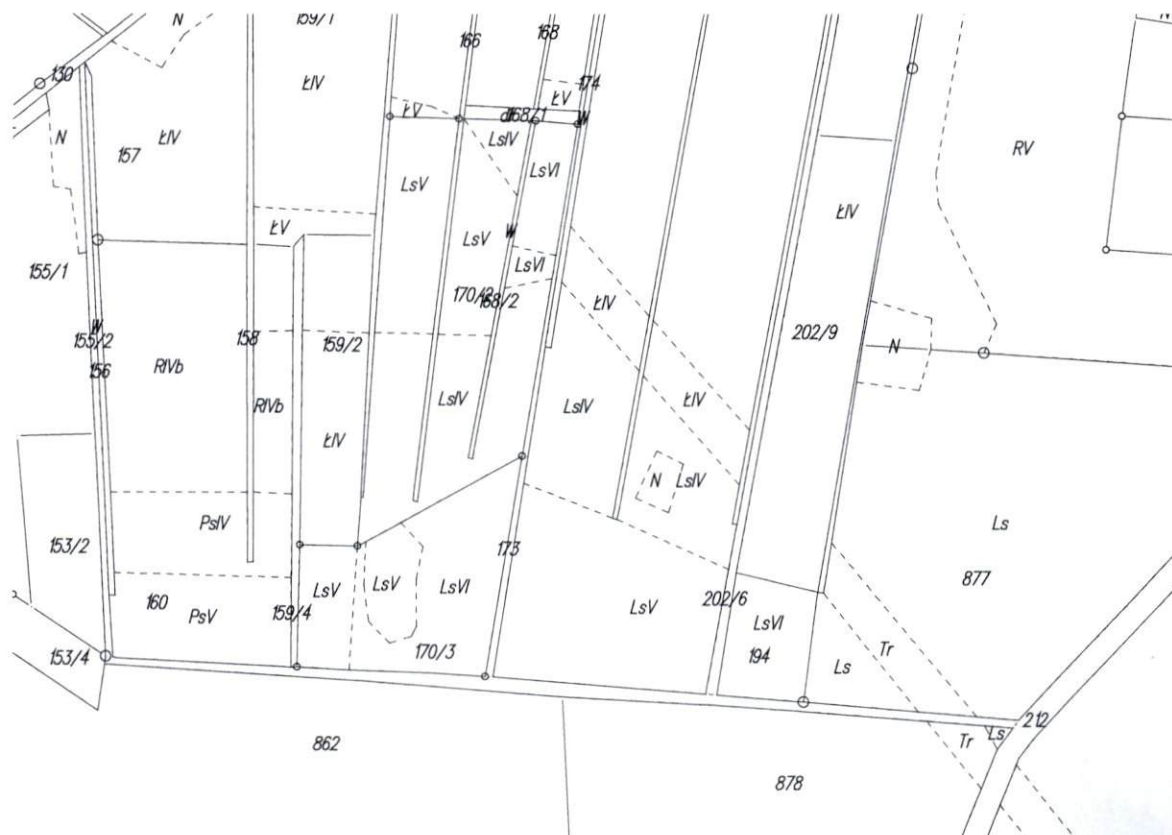 N
159/1
166
168
N
130
ŁIV
174
ŁV
ŁV
168/1
W
N
157
ŁIV
LsIV
RV
LsV
LsVI
ŁIV
ŁV
W
LsV
155/1
LsVI
170/2
168/2
ŁIV
W
155/2
158
159/2
202/9
N
156
RIVb
RIVb
LsIV
LsIV
ŁIV
ŁIV
N
LsIV
PsIV
Ls
153/2
173
877
LsV
LsV
LsVI
160
PsV
159/4
LsV
202/6
LsVI
Tr
153/4
170/3
194
Ls
212
862
Tr
Ls
878